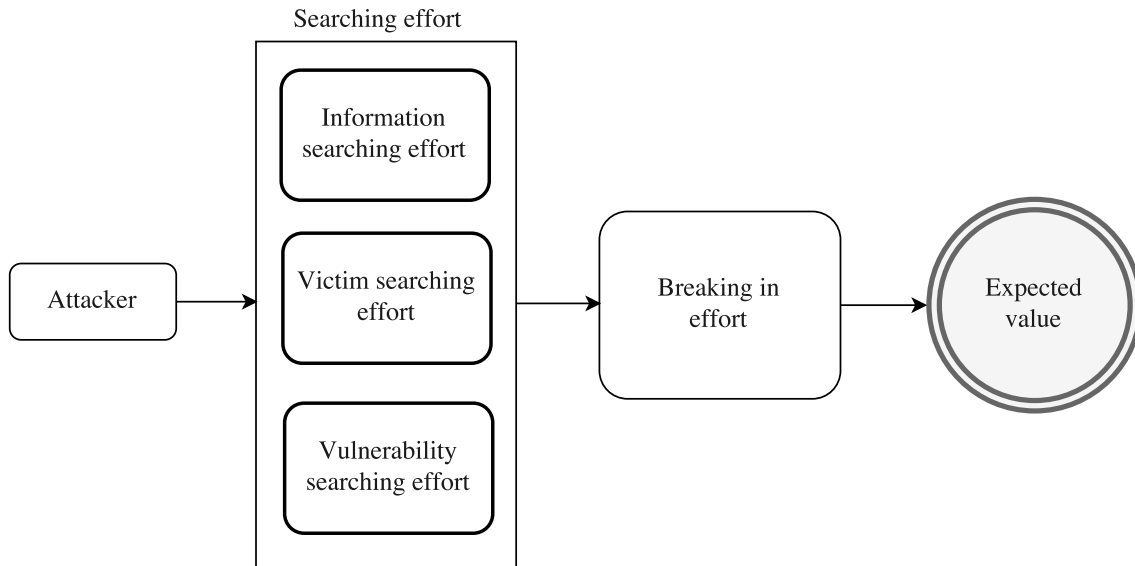 Searching effort
Information
searching effort
Attacker
Victim searching
effort
Vulnerability
searching effort
Breaking in
effort
Expected
value